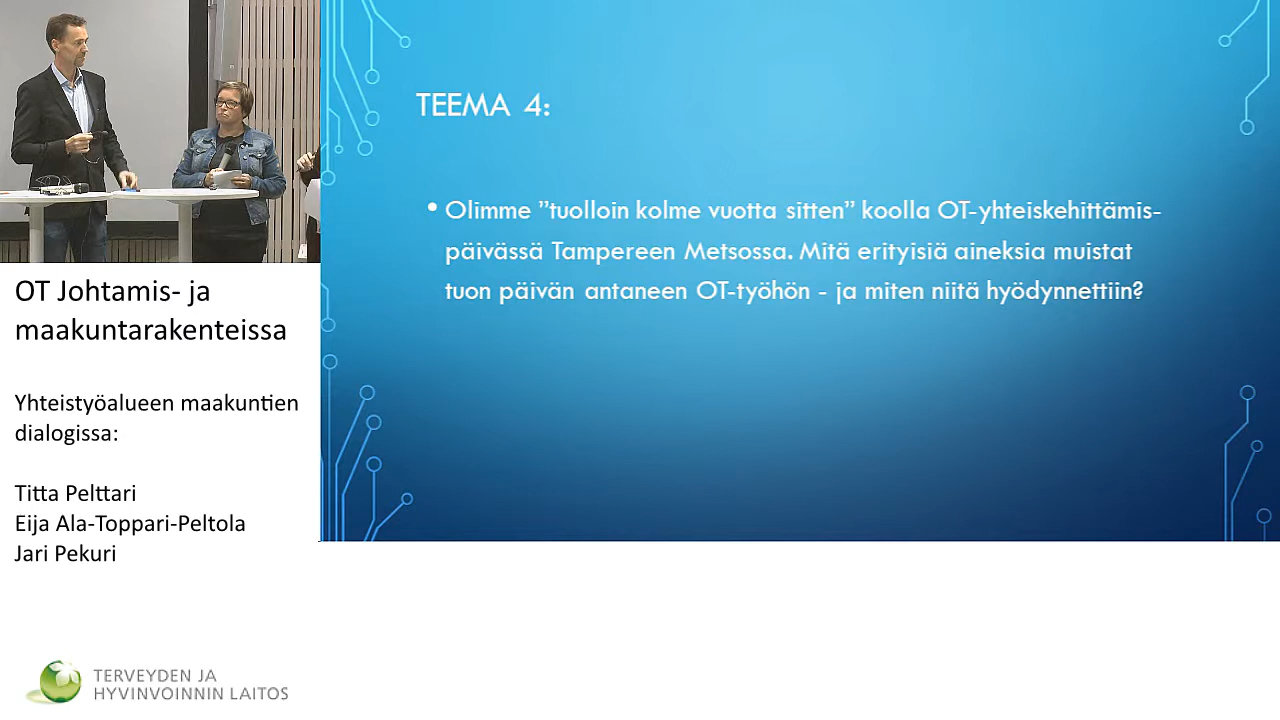 TEEMA 4:
• Olimme ”tuolloin kolme vuotta sitten” koolla OT-yhteiskehittämis-
päivässä Tampereen Metsossa. Mitä erityisiä aineksia muistat
tuon päivän antaneen OT-työhön - ja miten niitä hyödynnettiin?
OT Johtamis- ja
maakuntarakenteissa
Yhteistyöalueen maakuntien
dialogissa:
Titta Pelttari
Eija Ala-Toppari-Peltola
Jari Pekuri
TERVEYDEN JA
HYVINVOINNIN LAITOS